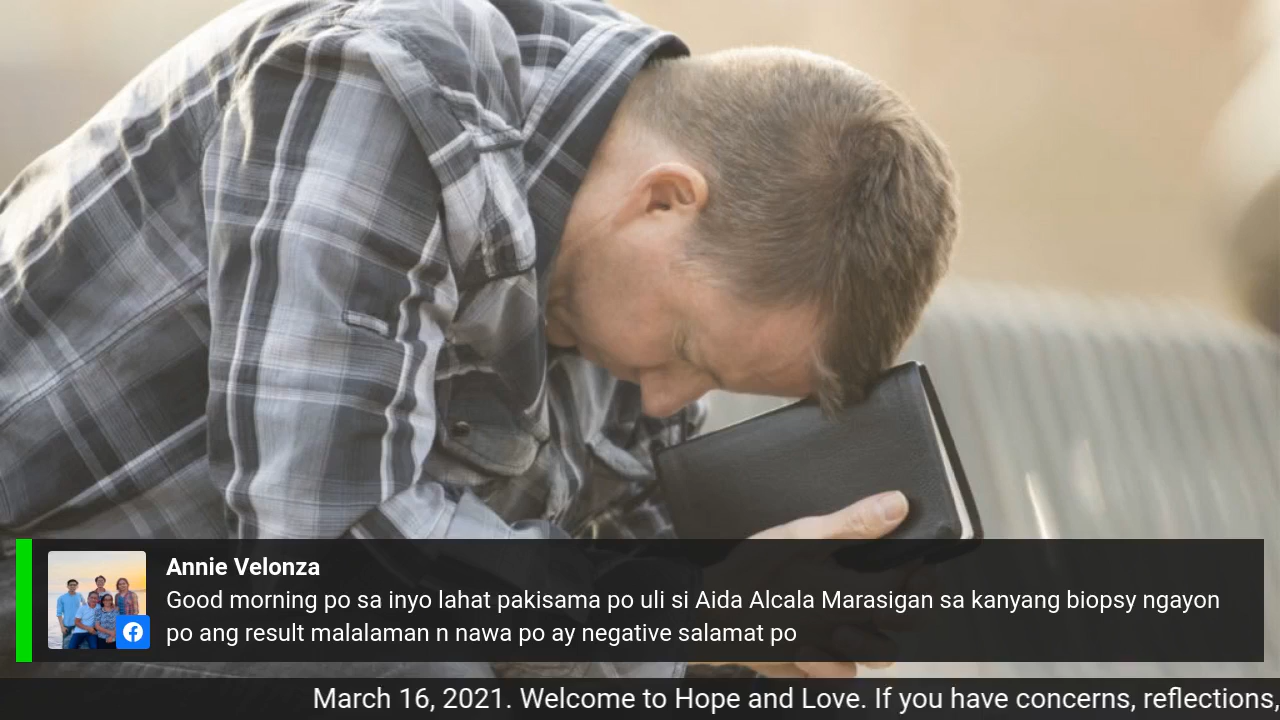 Annie Velonza
Good morning po sa inyo lahat pakisama po uli si Aida Alcala Marasigan sa kanyang biopsy ngayon
po ang result malalaman n nawa po ay negative salamat po
March 16, 2021. Welcome to Hope and Love. If you have concerns, reflections,